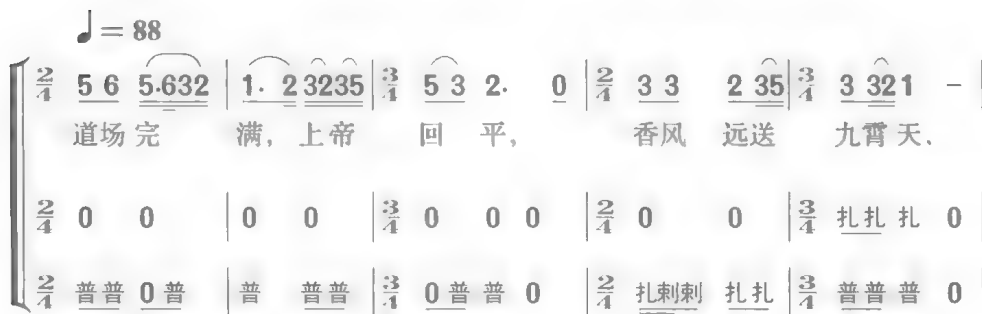 ♩= 88
2/4 5 6 5·632 | 1· 2 3235 | 3/4 5 3 2· 0 | 2/4 3 3 2 35 | 3/4 3 321 -
道场完 满，上帝 回 平， 香风 远送 九霄天、
2/4 0 0 | 0 0 | 3/4 0 0 0 | 2/4 0 0 | 3/4 扎扎 扎 0
2/4 普普 0 普 | 普 普普 | 3/4 0 普 普 0 | 2/4 扎刺刺 扎扎 | 3/4 普普 普 0